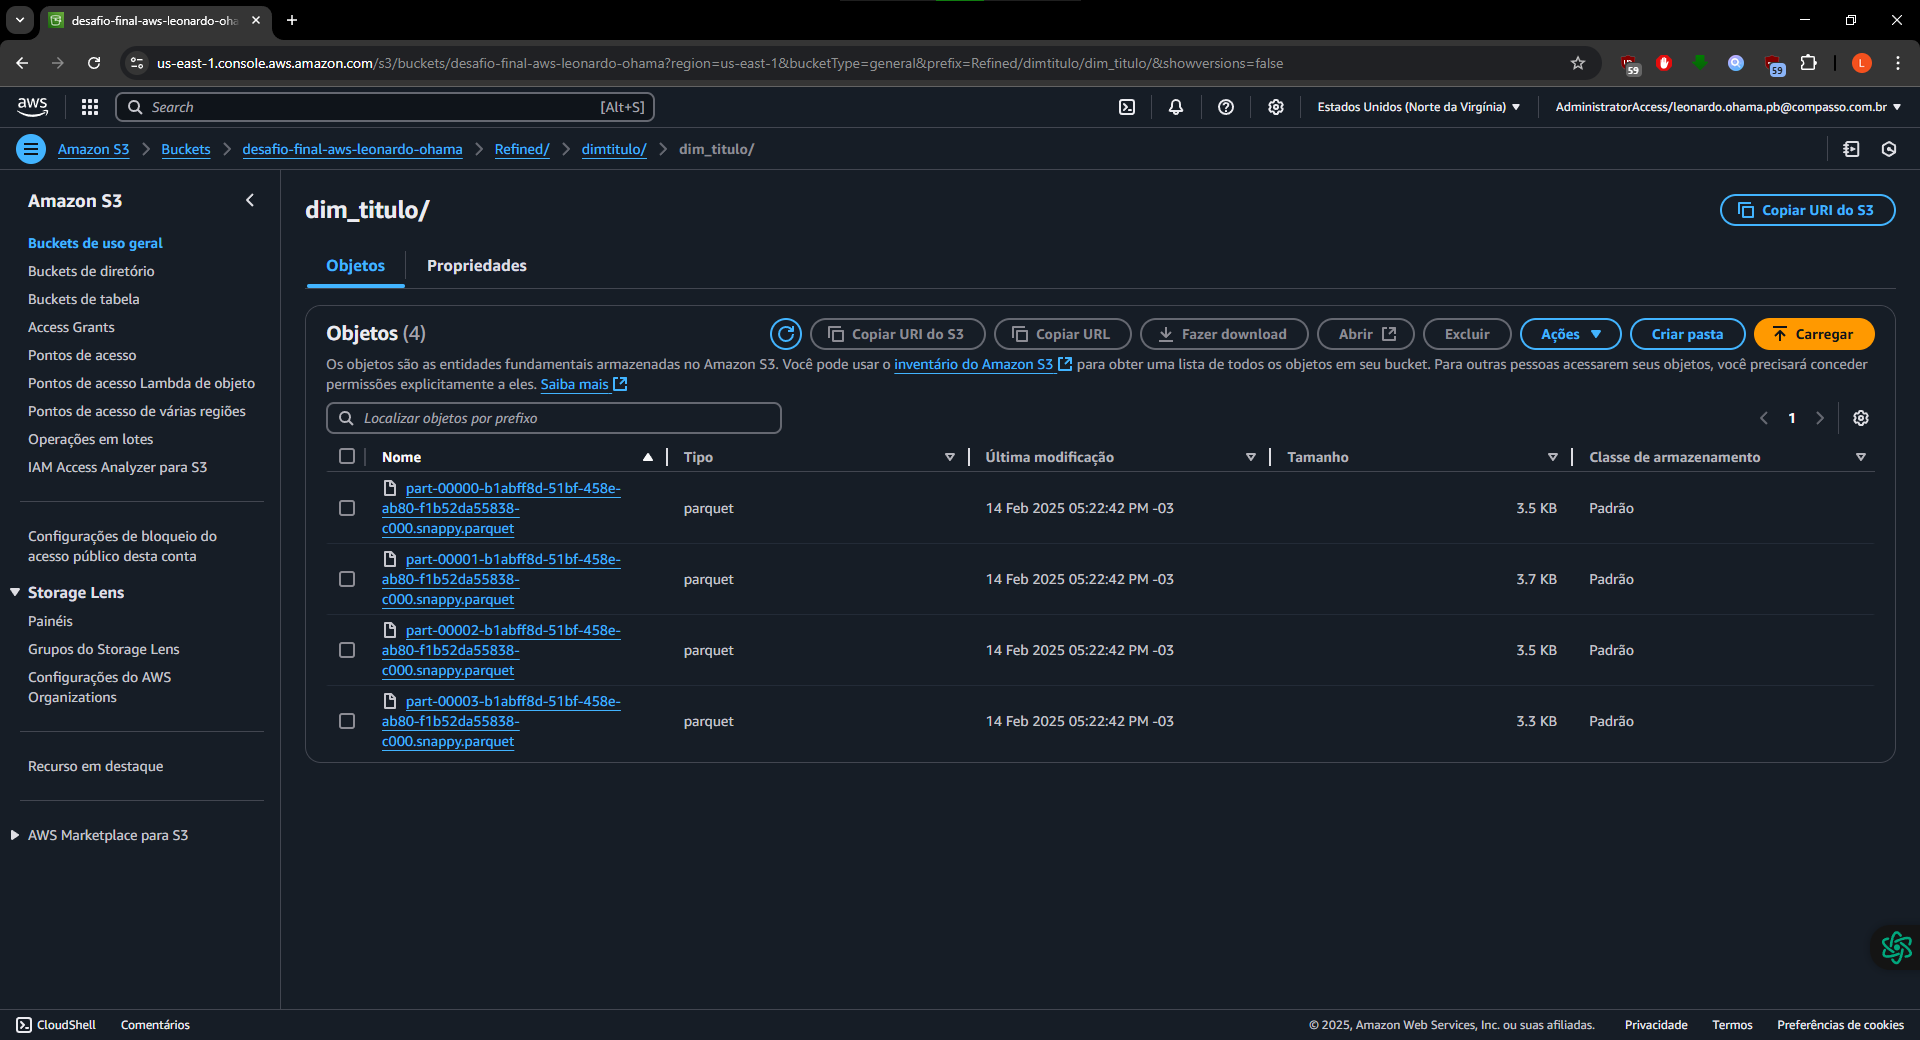 desafio-final-aws-leonardo-oha
us-east-1.console.aws.amazon.com/s3/buckets/desafio-final-aws-leonardo-ohama?region=us-east-1&bucketType=general&prefix=Refined/dimtitulo/dim_titulo/&showversions=false
59
59
L
aws
Search
[Alt+S]
Estados Unidos (Norte da Virgínia)
AdministratorAccess/leonardo.ohama.pb@compasso.com.br
Amazon S3
Buckets
desafio-final-aws-leonardo-ohama
Refined/
dimtitulo/
dim_titulo/
Amazon S3
Buckets de uso geral
Buckets de diretório
Buckets de tabela
Access Grants
Pontos de acesso
Pontos de acesso Lambda de objeto
Pontos de acesso de várias regiões
Operações em lotes
IAM Access Analyzer para S3
Configurações de bloqueio do
acesso público desta conta
Storage Lens
Painéis
Grupos do Storage Lens
Configurações do AWS
Organizations
Recurso em destaque
AWS Marketplace para S3
dim_titulo/
Copiar URI do S3
Objetos
Propriedades
Objetos (4)
Copiar URI do S3
Copiar URL
Fazer download
Abrir
Excluir
Ações
Criar pasta
Carregar
Os objetos são as entidades fundamentais armazenadas no Amazon S3. Você pode usar o inventário do Amazon S3 para obter uma lista de todos os objetos em seu bucket. Para outras pessoas acessarem seus objetos, você precisará conceder
permissões explicitamente a eles. Saiba mais
Localizar objetos por prefixo
1
Nome
Tipo
Última modificação
Tamanho
Classe de armazenamento
part-00000-b1abff8d-51bf-458e-
ab80-f1b52da55838-
c000.snappy.parquet
parquet
14 Feb 2025 05:22:42 PM -03
3.5 KB
Padrão
part-00001-b1abff8d-51bf-458e-
ab80-f1b52da55838-
c000.snappy.parquet
parquet
14 Feb 2025 05:22:42 PM -03
3.7 KB
Padrão
part-00002-b1abff8d-51bf-458e-
ab80-f1b52da55838-
c000.snappy.parquet
parquet
14 Feb 2025 05:22:42 PM -03
3.5 KB
Padrão
part-00003-b1abff8d-51bf-458e-
ab80-f1b52da55838-
c000.snappy.parquet
parquet
14 Feb 2025 05:22:42 PM -03
3.3 KB
Padrão
CloudShell
Comentários
© 2025, Amazon Web Services, Inc. ou suas afiliadas.
Privacidade
Termos
Preferências de cookies